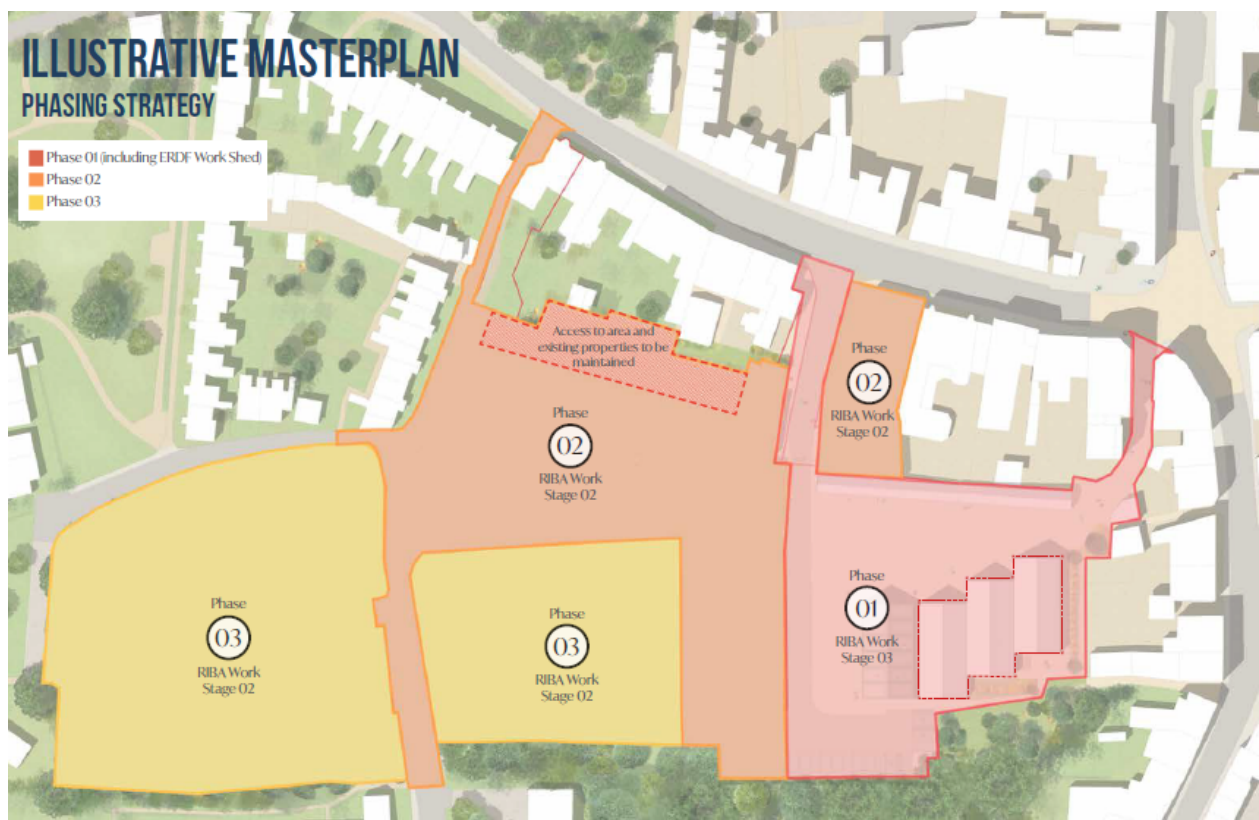 ILLUSTRATIVE MASTERPLAN
PHASING STRATEGY
Phase 01 (including ERDF Work Shed)
Phase 02
Phase 03
Access to area and
existing properties to be
maintained
Phase
02
RIBA Work
Stage 02
Phase
02
RIBA Work
Stage 02
Phase
03
RIBA Work
Stage 02
Phase
03
RIBA Work
Stage 02
Phase
01
RIBA Work
Stage 03